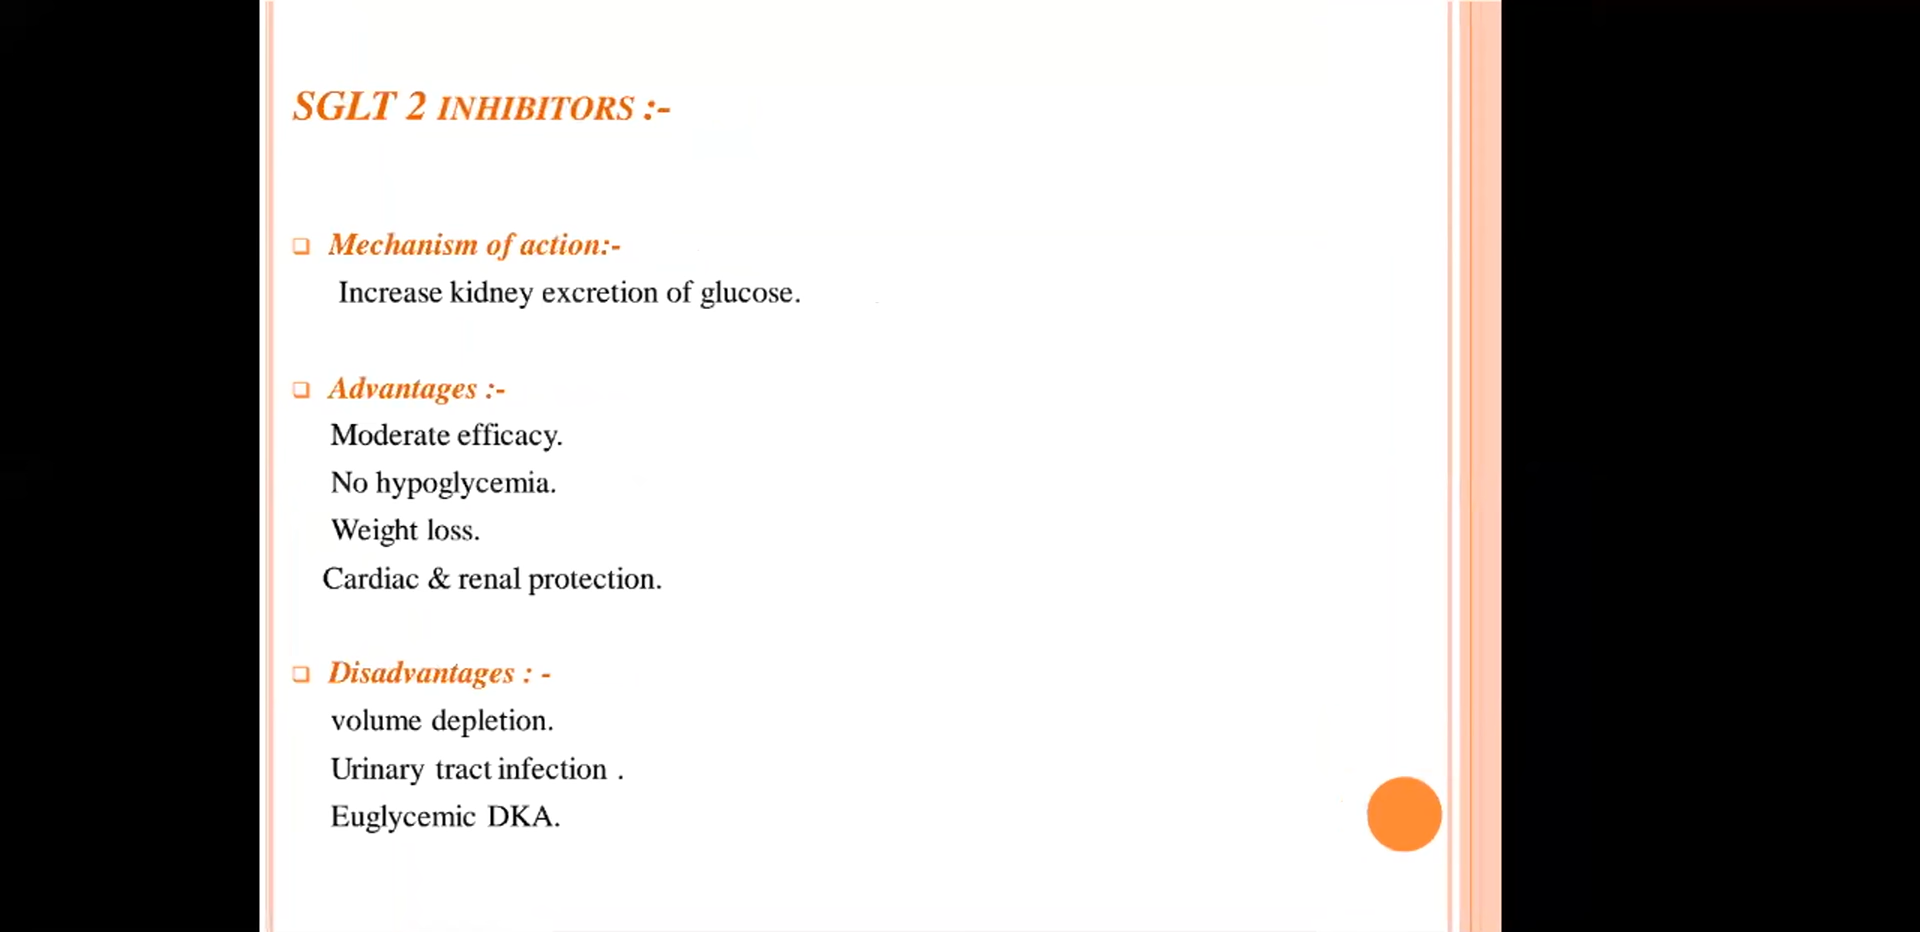 SGLT 2 INHIBITORS :-
Mechanism of action:-
Increase kidney excretion of glucose.
Advantages :-
Moderate efficacy.
No hypoglycemia.
Weight loss.
Cardiac & renal protection.
Disadvantages : -
volume depletion.
Urinary tract infection .
Euglycemic DKA.